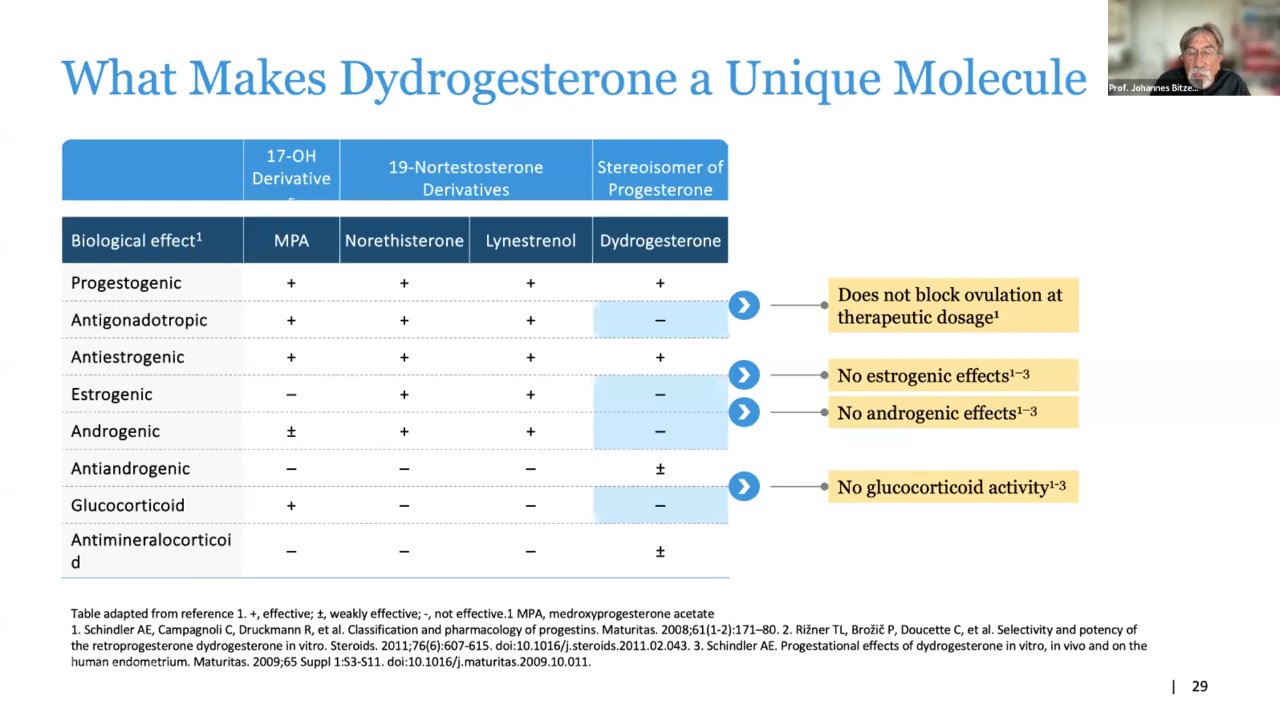 What Makes Dydrogesterone a Unique Molecule
Prof. Johannes Bitze...
17-OH
Derivative
19-Nortestosterone
Derivatives
Stereoisomer of
Progesterone
Biological effect¹ MPA Norethisterone Lynestrenol Dydrogesterone
Progestogenic + + + +
Antigonadotropic + + + –
Antiestrogenic + + + +
Estrogenic – + + –
Androgenic ± + + –
Antiandrogenic – – – ±
Glucocorticoid + – – –
Antimineralocorticoi
d – – – ±
Does not block ovulation at
therapeutic dosage¹
No estrogenic effects¹⁻³
No androgenic effects¹⁻³
No glucocorticoid activity¹⁻³
Table adapted from reference 1. +, effective; ±, weakly effective; -, not effective.1 MPA, medroxyprogesterone acetate
1. Schindler AE, Campagnoli C, Druckmann R, et al. Classification and pharmacology of progestins. Maturitas. 2008;61(1-2):171–80. 2. Rižner TL, Brožič P, Doucette C, et al. Selectivity and potency of
the retroprogesterone dydrogesterone in vitro. Steroids. 2011;76(6):607-615. doi:10.1016/j.steroids.2011.02.043. 3. Schindler AE. Progestational effects of dydrogesterone in vitro, in vivo and on the
human endometrium. Maturitas. 2009;65 Suppl 1:S3-S11. doi:10.1016/j.maturitas.2009.10.011.
| 29